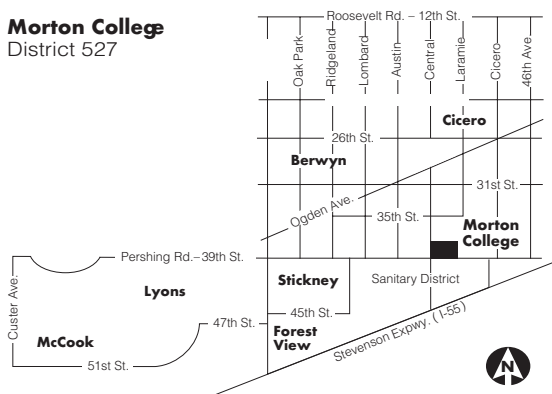 Morton College
District 527
Roosevelt Rd. – 12th St.
Oak Park
Ridgeland
Lombard
Austin
Central
Laramie
Cicero
46th Ave.
Cicero
26th St.
Berwyn
31st St.
Ogden Ave.
35th St.
Morton
College
Pershing Rd.–39th St.
Stickney
Sanitary District
Custer Ave.
Lyons
45th St.
47th St.
Forest
View
Stevenson Expwy. ( I-55)
McCook
51st St.
N